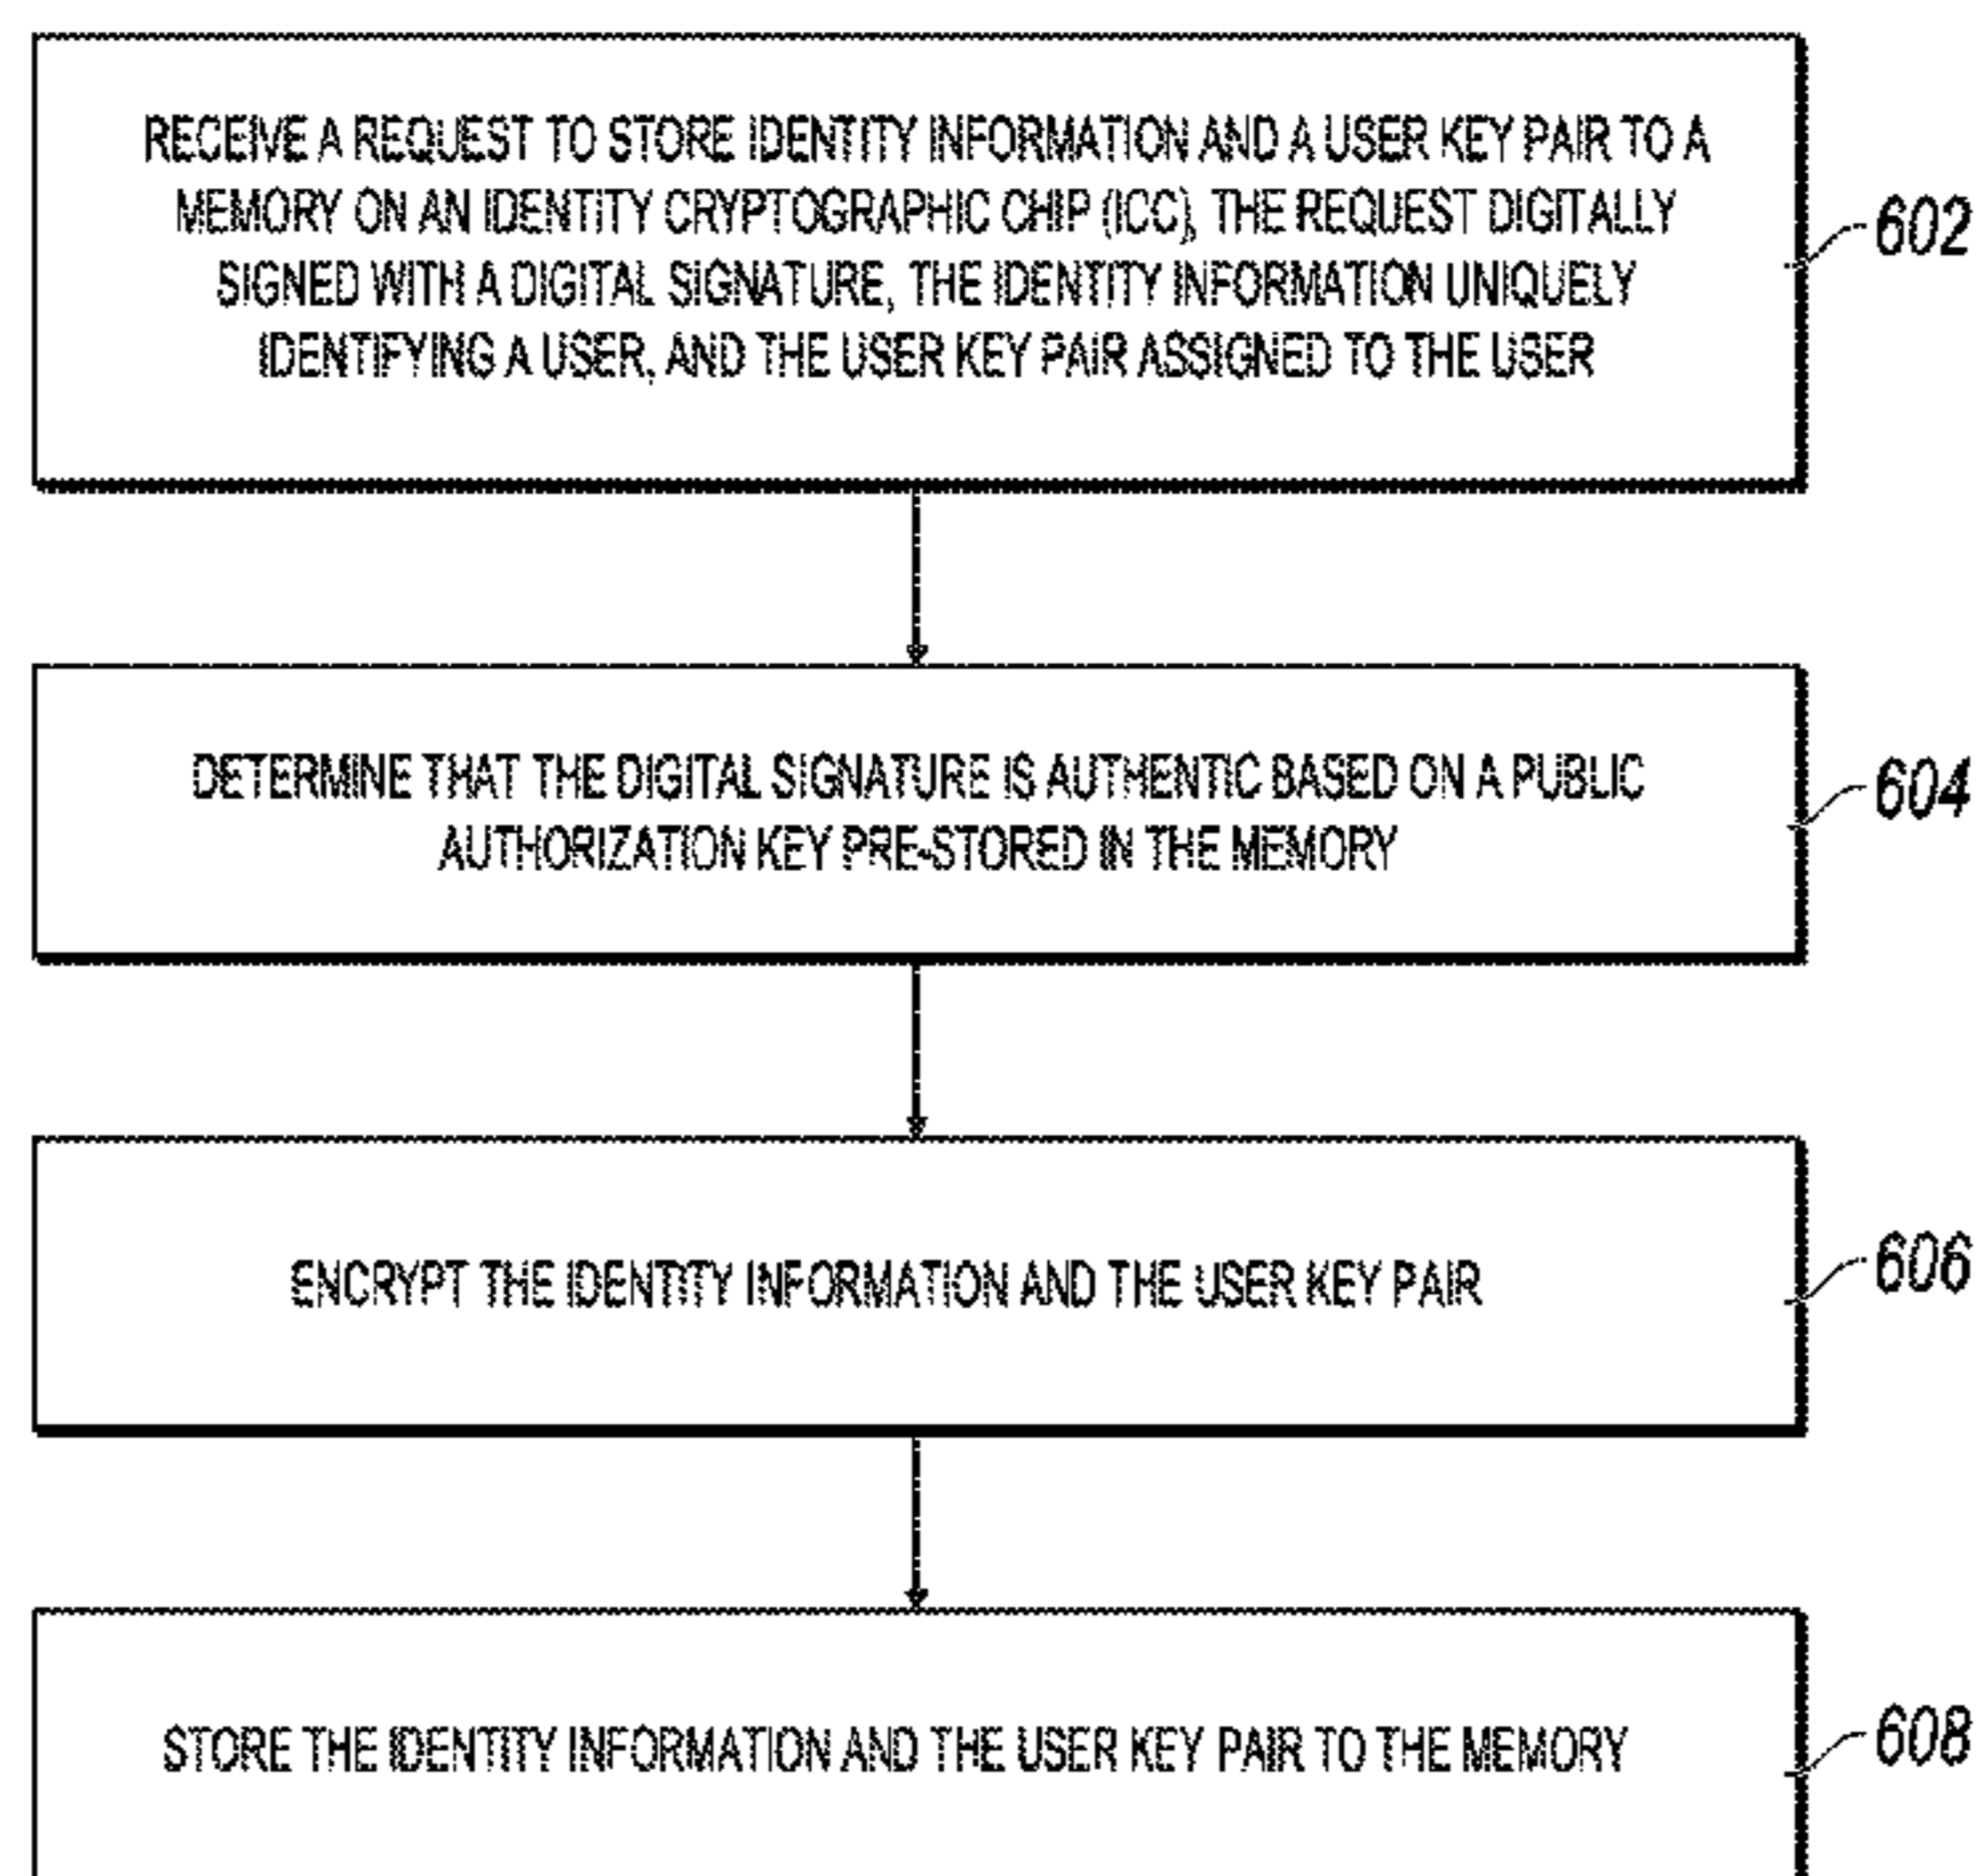 RECEIVE A REQUEST TO STORE IDENTITY INFORMATION AND A USER KEY PAIR TO A
MEMORY ON AN IDENTITY CRYPTOGRAPHIC CHIP (ICC), THE REQUEST DIGITALLY
SIGNED WITH A DIGITAL SIGNATURE, THE IDENTITY INFORMATION UNIQUELY
IDENTIFYING A USER, AND THE USER KEY PAIR ASSIGNED TO THE USER
602
DETERMINE THAT THE DIGITAL SIGNATURE IS AUTHENTIC BASED ON A PUBLIC
AUTHORIZATION KEY PRE-STORED IN THE MEMORY
604
ENCRYPT THE IDENTITY INFORMATION AND THE USER KEY PAIR
606
STORE THE IDENTITY INFORMATION AND THE USER KEY PAIR TO THE MEMORY
608